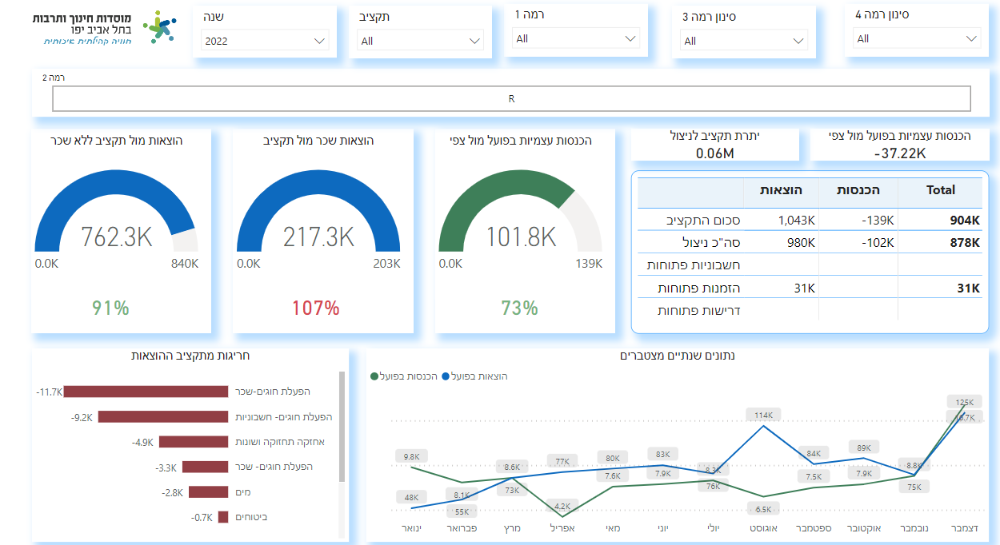 מוסדות חינוך ותרבות
בתל אביב יפו
חוויה קהילתית איכותית
שנה
2022
תקציב
All
רמה 1
All
סינון רמה 3
All
סינון רמה 4
All
רמה 2
R
הוצאות מול תקציב ללא שכר
762.3K
0.0K
840K
91%
הוצאות שכר מול תקציב
217.3K
0.0K
203K
107%
הכנסות עצמיות בפועל מול צפי
101.8K
0.0K
139K
73%
יתרת תקציב לניצול
0.06M
הכנסות עצמיות בפועל מול צפי
-37.22K
הוצאות הכנסות Total
סכום התקציב 1,043K -139K 904K
סה"כ ניצול 980K -102K 878K
חשבוניות פתוחות
הזמנות פתוחות 31K 31K
דרישות פתוחות
חריגות מתקציב ההוצאות
הפעלת חוגים-שכר -11.7K
הפעלת חוגים- חשבוניות -9.2K
אחזקה תחזוקה ושונות -4.9K
הפעלת חוגים- שכר -3.3K
מים -2.8K
ביטוחים -0.7K
נתונים שנתיים מצטברים
הכנסות בפועל הוצאות בפועל
9.8K 8.1K 8.6K 4.2K 7.6K 7.9K 8.3K 6.5K 7.5K 7.9K 8.8K
48K 55K 73K 77K 80K 83K 76K 114K 84K 89K 75K 125K
ינואר פברואר מרץ אפריל מאי יוני יולי אוגוסט ספטמבר אוקטובר נובמבר דצמבר